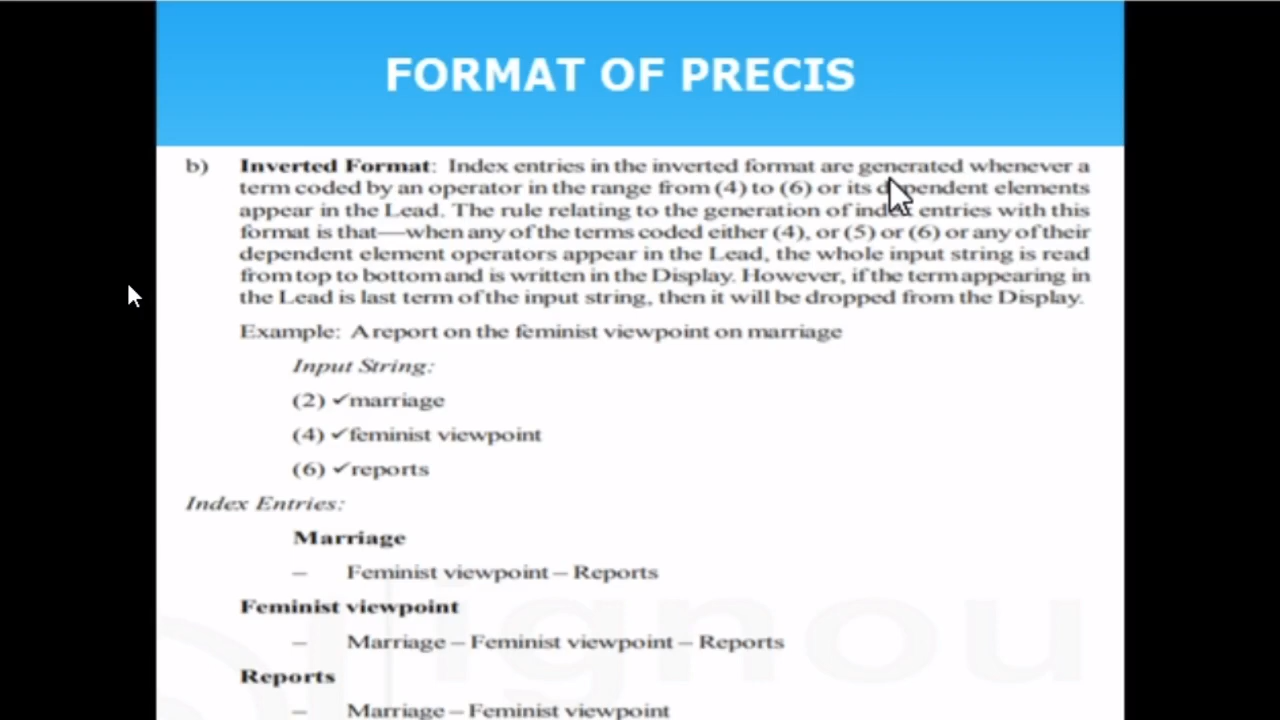 FORMAT OF PRECIS
b) Inverted Format: Index entries in the inverted format are generated whenever a
term coded by an operator in the range from (4) to (6) or its dependent elements
appear in the Lead. The rule relating to the generation of index entries with this
format is that—when any of the terms coded either (4), or (5) or (6) or any of their
dependent element operators appear in the Lead, the whole input string is read
from top to bottom and is written in the Display. However, if the term appearing in
the Lead is last term of the input string, then it will be dropped from the Display.
Example: A report on the feminist viewpoint on marriage
Input String:
(2) ✓marriage
(4) ✓feminist viewpoint
(6) ✓reports
Index Entries:
Marriage
– Feminist viewpoint – Reports
Feminist viewpoint
– Marriage – Feminist viewpoint – Reports
Reports
– Marriage – Feminist viewpoint
ignou